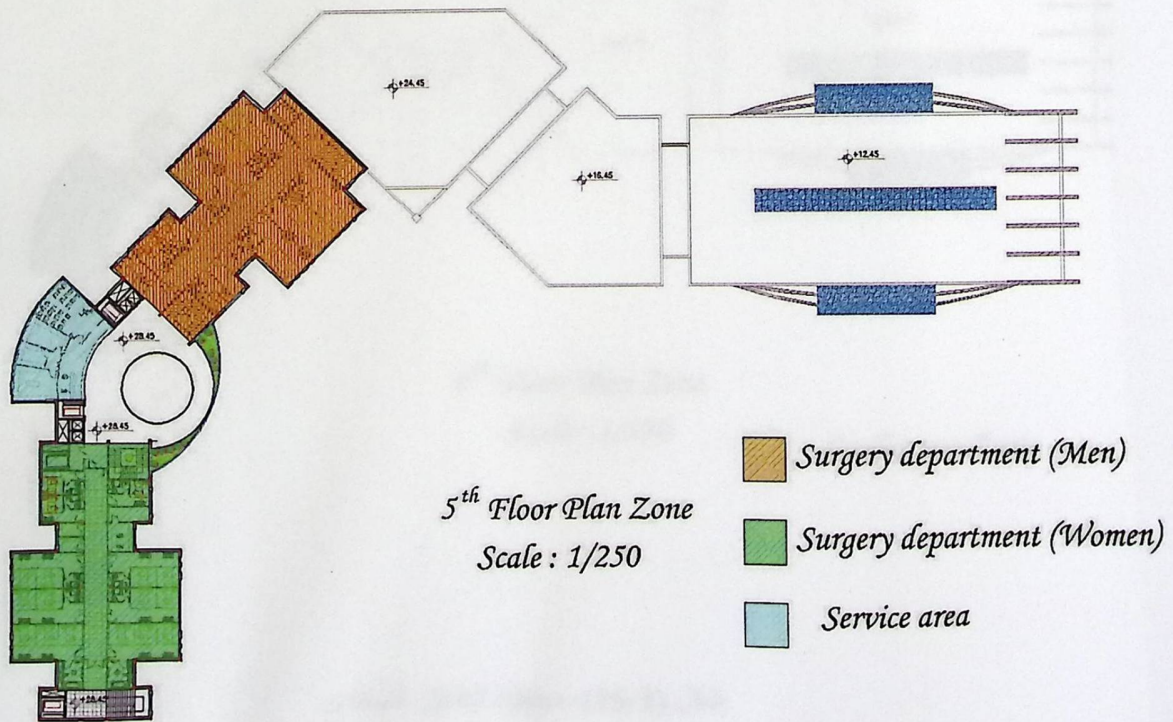 +24.45
+12.45
+16.45
+28.45
+28.45
5th Floor Plan Zone
Scale : 1/250
Surgery department (Men)
Surgery department (Women)
Service area